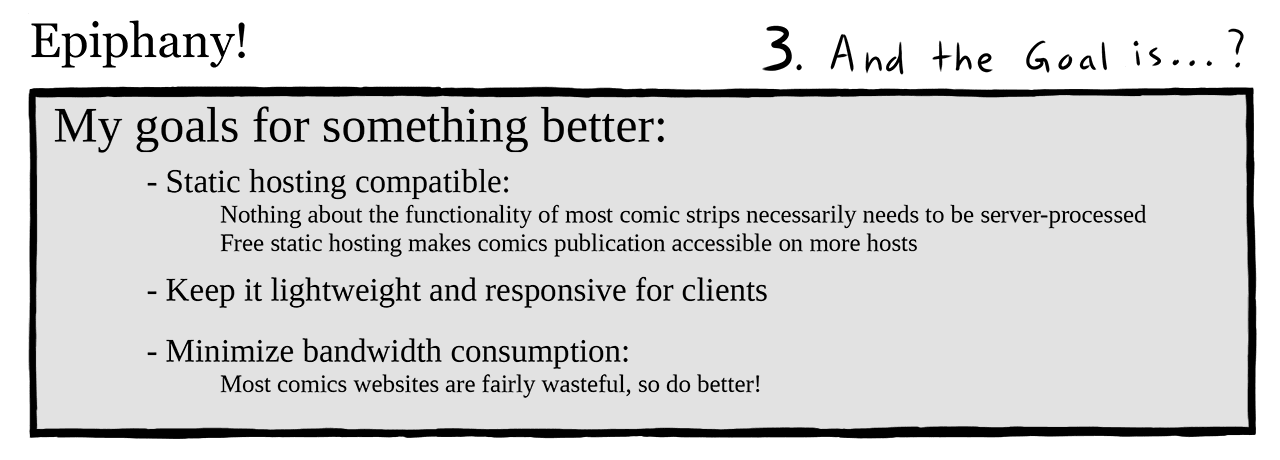 Epiphany!
3. And the Goal is...?
My goals for something better:
- Static hosting compatible:
Nothing about the functionality of most comic strips necessarily needs to be server-processed
Free static hosting makes comics publication accessible on more hosts
- Keep it lightweight and responsive for clients
- Minimize bandwidth consumption:
Most comics websites are fairly wasteful, so do better!